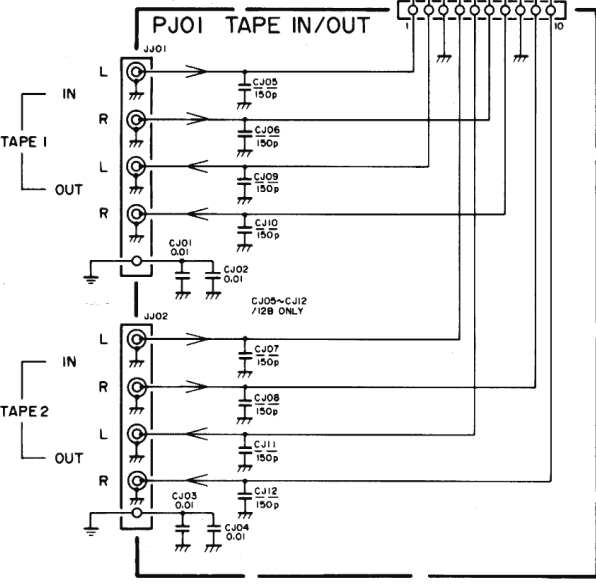 PJ01 TAPE IN/OUT
1 10
JJ01
L
CJ05
150p
IN
R
CJ06
150p
TAPE 1
L
CJ09
150p
OUT
R
CJ10
150p
CJ01
0.01
CJ02
0.01
CJ05~CJ12
/12B ONLY
JJ02
L
CJ07
150p
IN
R
CJ08
150p
TAPE 2
L
CJ11
150p
OUT
R
CJ12
150p
CJ03
0.01
CJ04
0.01